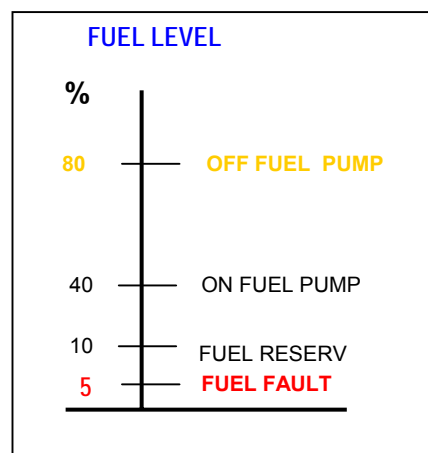 FUEL LEVEL
%
80 OFF FUEL PUMP
40 ON FUEL PUMP
10 FUEL RESERV
5 FUEL FAULT